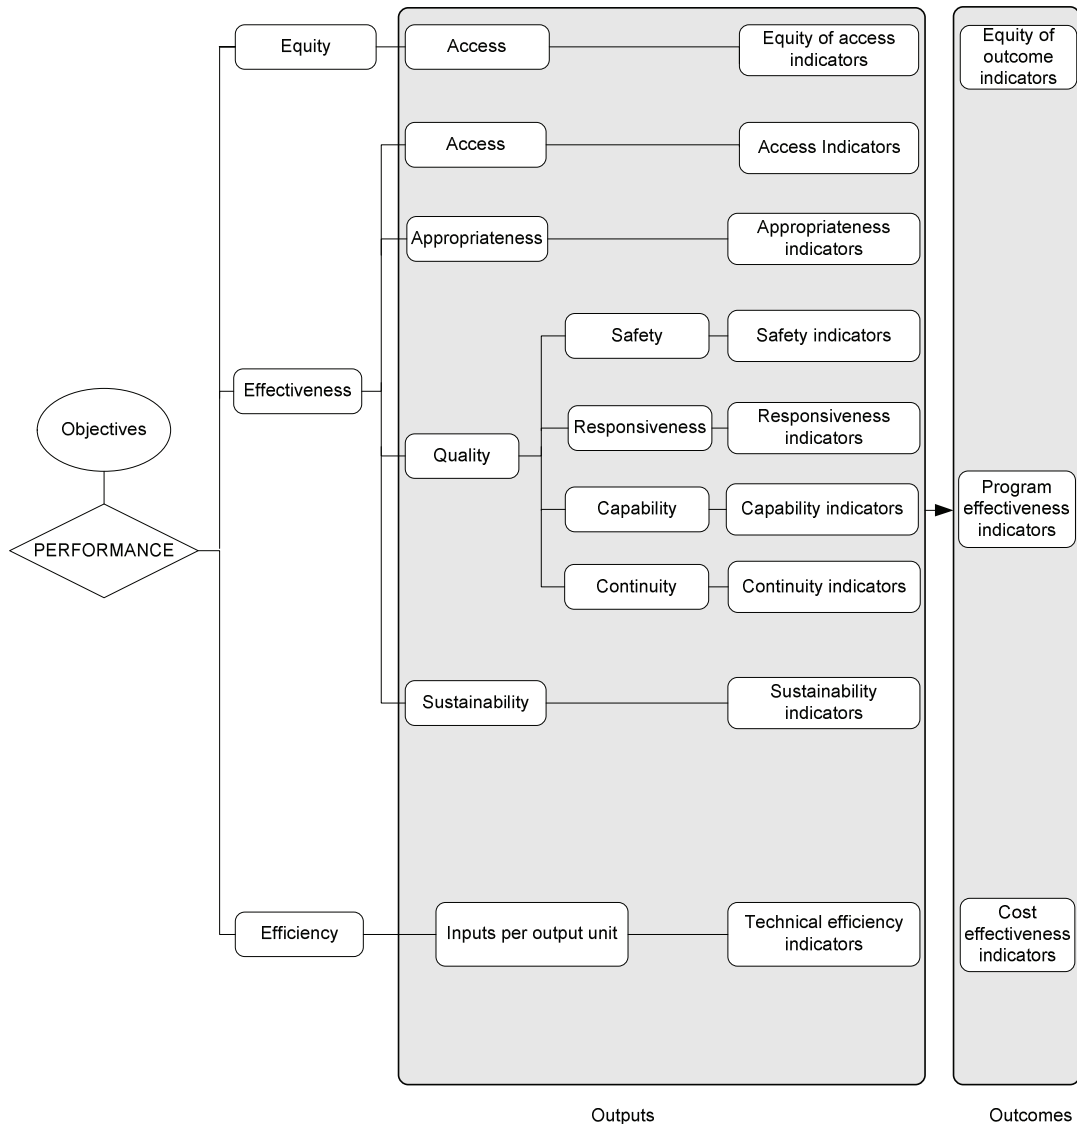 Equity
Access
Equity of access
indicators
Equity of
outcome
indicators
Access
Access Indicators
Appropriateness
Appropriateness
indicators
Safety
Safety indicators
Effectiveness
Objectives
Responsiveness
Responsiveness
indicators
Quality
Capability
Capability indicators
Program
effectiveness
indicators
PERFORMANCE
Continuity
Continuity indicators
Sustainability
Sustainability
indicators
Efficiency
Inputs per output unit
Technical efficiency
indicators
Cost
effectiveness
indicators
Outputs
Outcomes